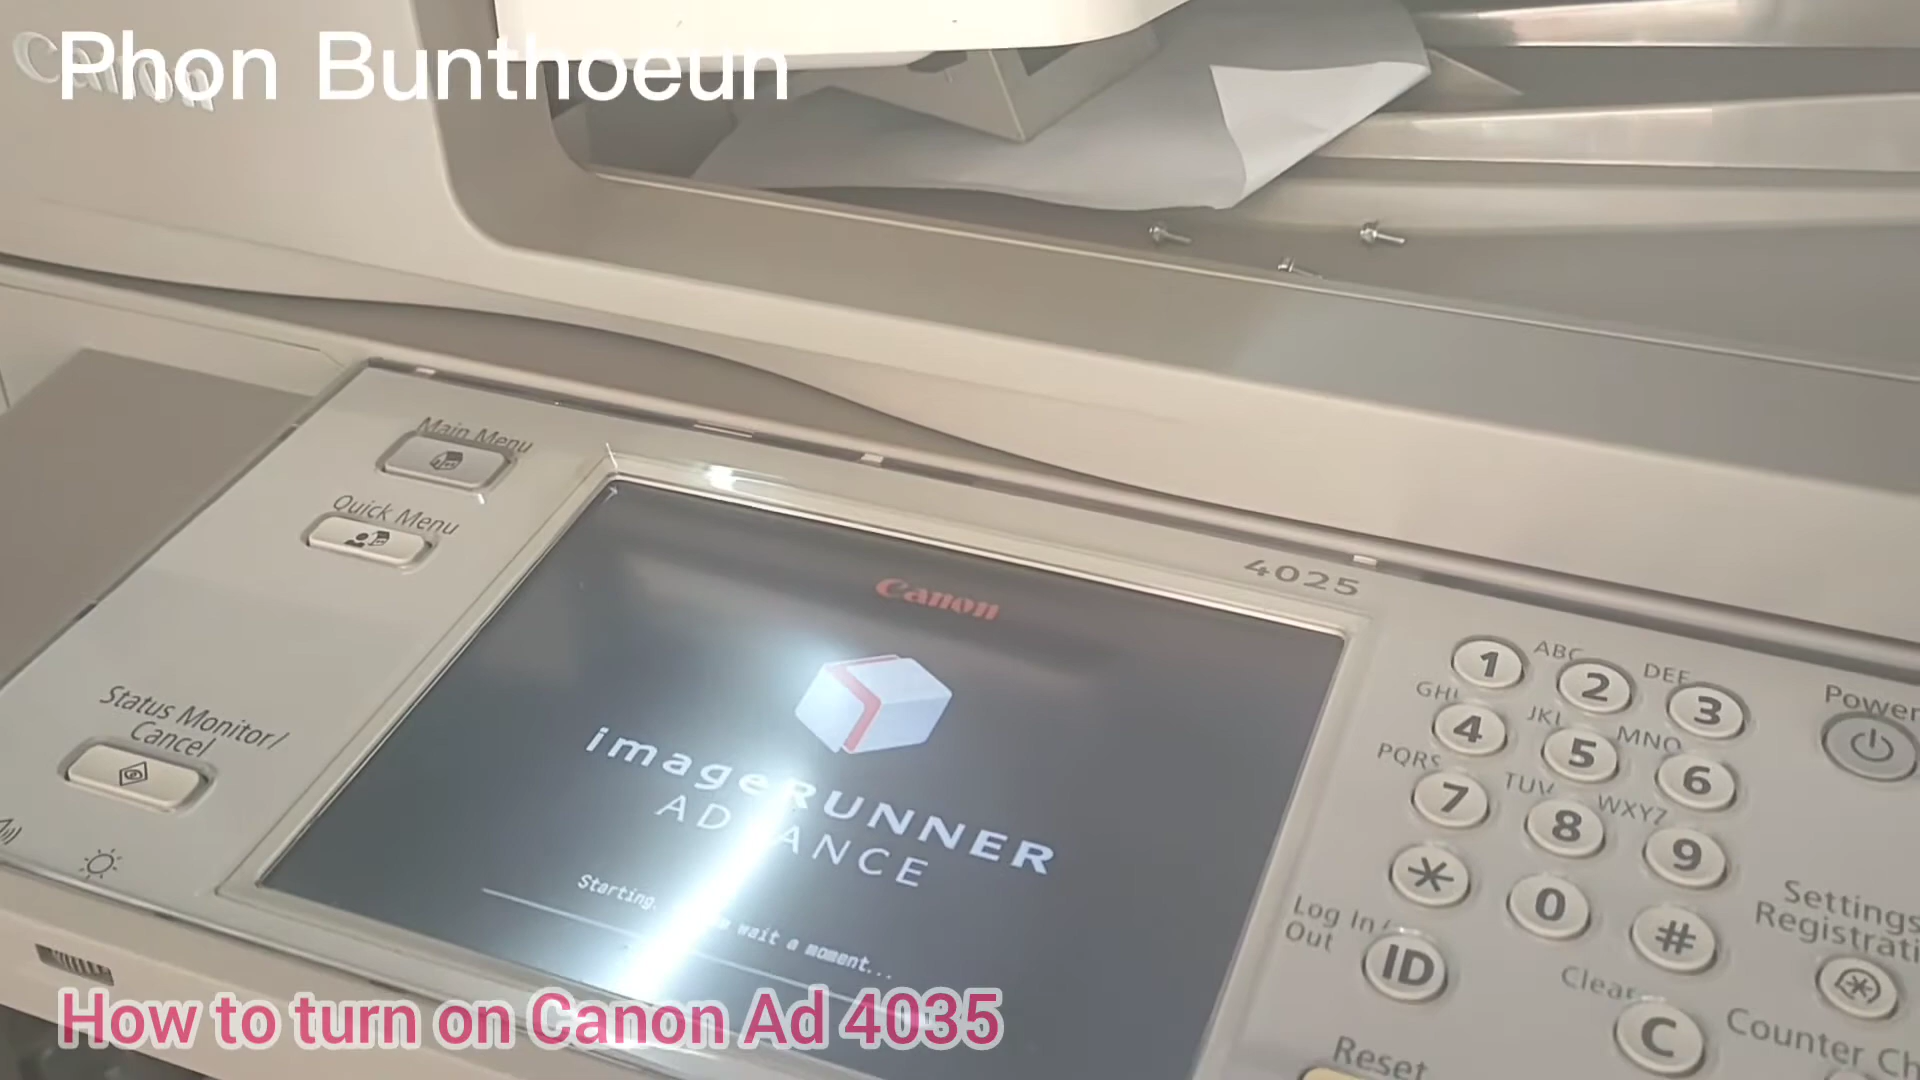 Phon Bunthoeun
Canon
Main Menu
Quick Menu
Status Monitor/
Cancel
4025
Canon
imageRUNNER
ADVANCE
Starting. wait a moment...
1
ABC
2
DEF
3
GHI
4
JKL
5
MNO
6
PQRS
7
TUV
8
WXYZ
9
*
0
#
Power
Log In/
Out
ID
Settings
Clear
C
Reset
Counter
How to turn on Canon Ad 4035